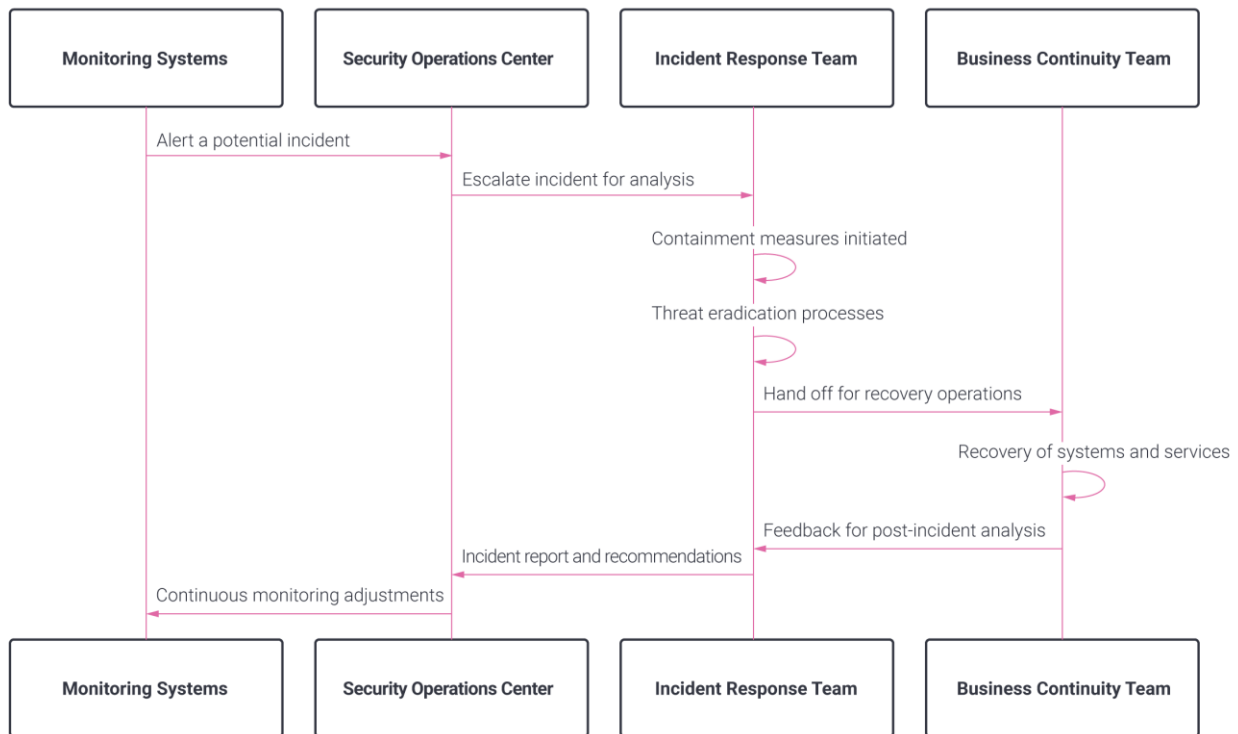 Monitoring Systems
Security Operations Center
Incident Response Team
Business Continuity Team
Alert a potential incident
Escalate incident for analysis
Containment measures initiated
Threat eradication processes
Hand off for recovery operations
Recovery of systems and services
Feedback for post-incident analysis
Incident report and recommendations
Continuous monitoring adjustments
Monitoring Systems
Security Operations Center
Incident Response Team
Business Continuity Team